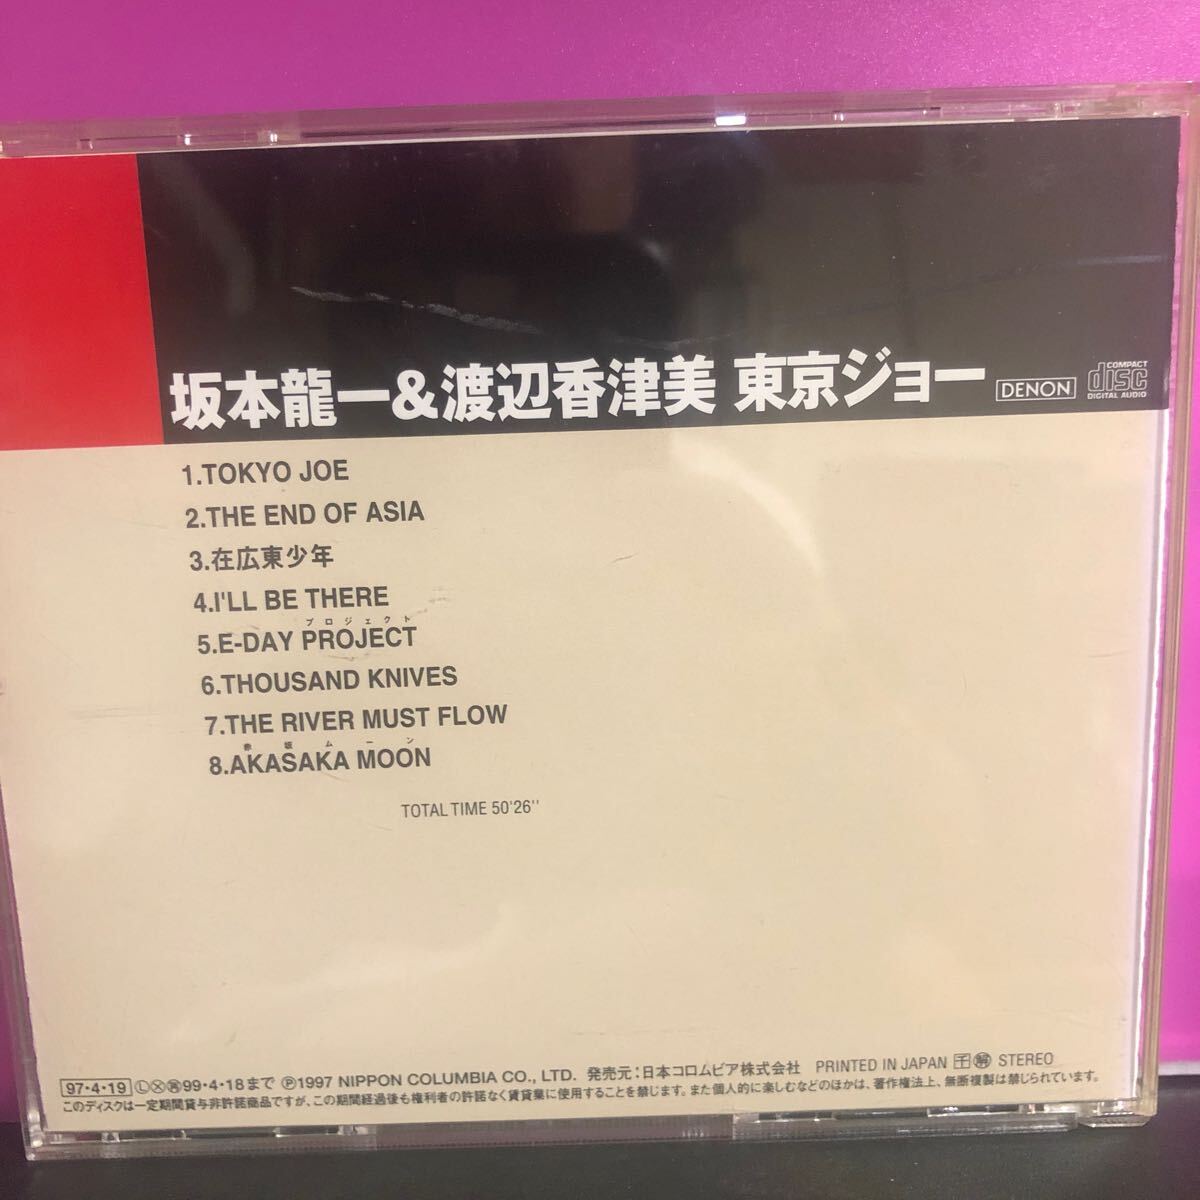 坂本龍一&渡辺香津美 東京ジョー
DENON
COMPACT
disc
DIGITAL AUDIO
1.TOKYO JOE
2.THE END OF ASIA
3.在広東少年
4.I'LL BE THERE
プロジェクト
5.E-DAY PROJECT
6.THOUSAND KNIVES
7.THE RIVER MUST FLOW
赤坂ムーン
8.AKASAKA MOON
TOTAL TIME 50'26''
97・4・19 99・4・18まで Ⓟ1997 NIPPON COLUMBIA CO., LTD. 発売元:日本コロムビア株式会社 PRINTED IN JAPAN STEREO
このディスクは一定期間貸与非許諾商品ですが、この期間経過後も権利者の許諾なく賃貸業に使用することを禁じます。また個人的に楽しむなどのほかは、著作権法上、無断複製は禁じられています。